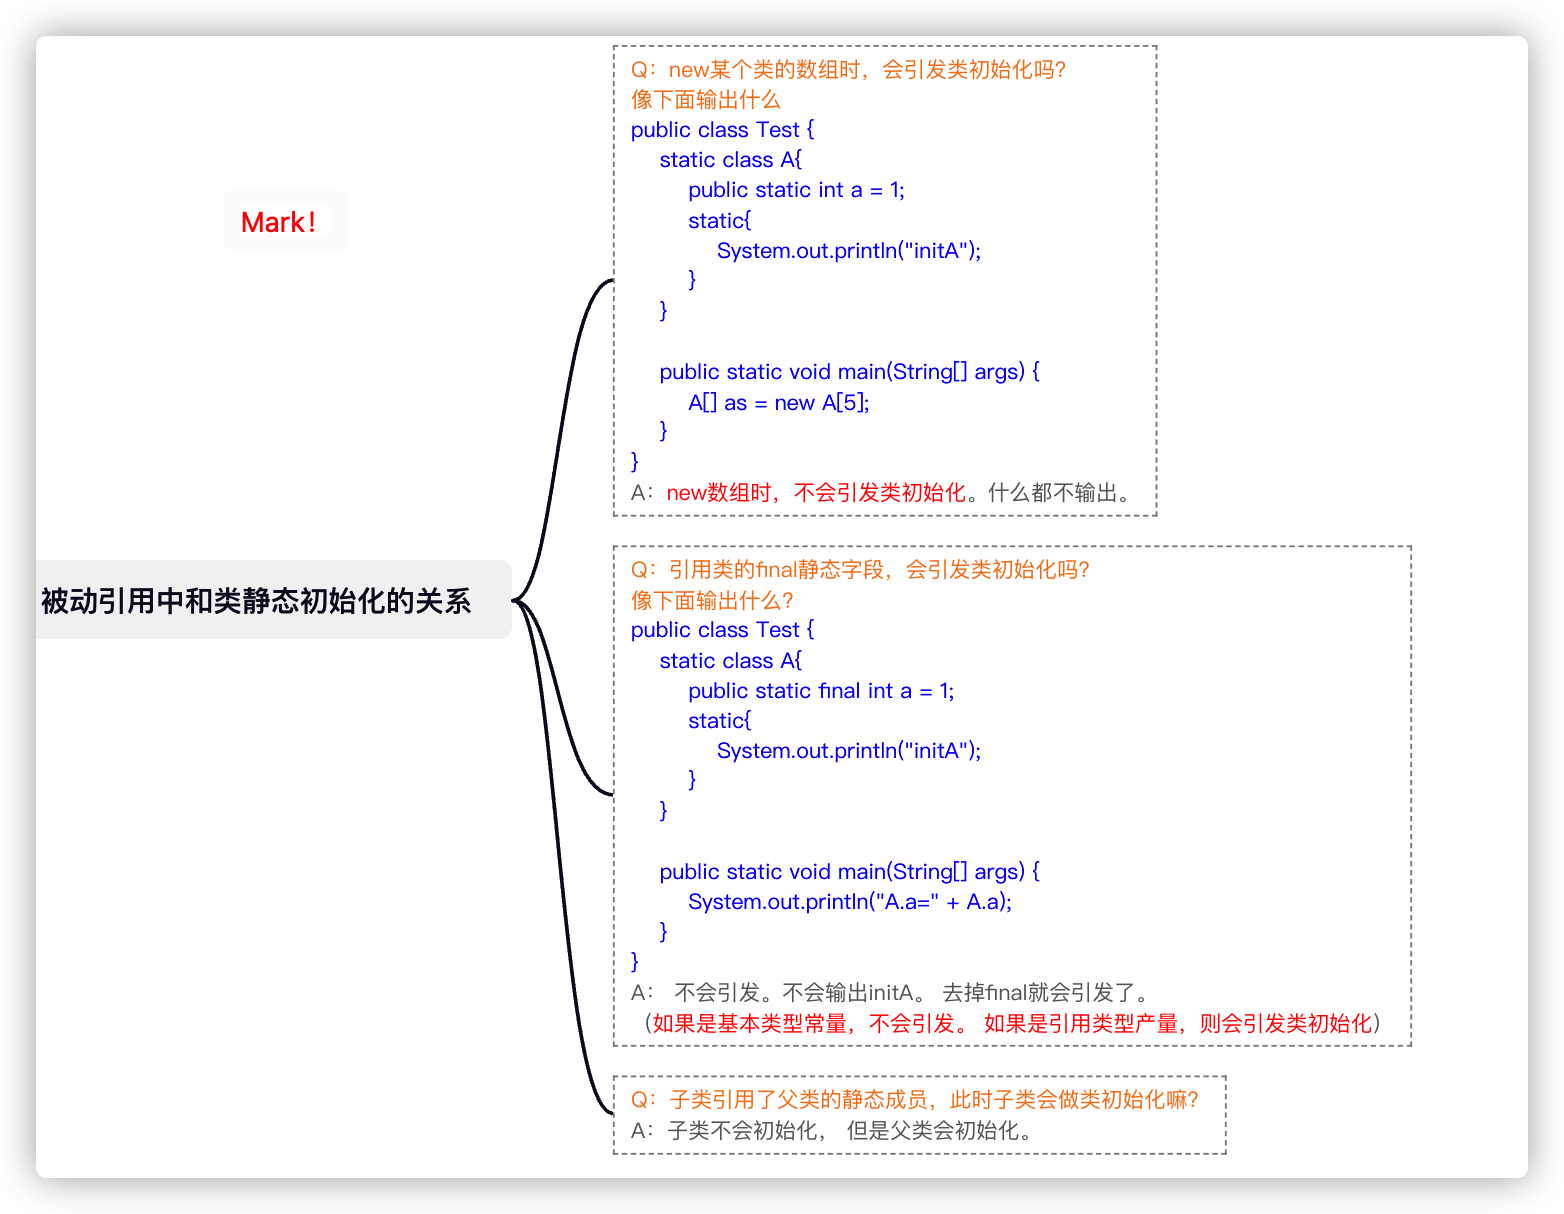 Mark！
被动引用中和类静态初始化的关系
Q：new某个类的数组时，会引发类初始化吗？
像下面输出什么
public class Test {
static class A{
public static int a = 1;
static{
System.out.println("initA");
}
}
public static void main(String[] args) {
A[] as = new A[5];
}
}
A：new数组时，不会引发类初始化。什么都不输出。
Q：引用类的final静态字段，会引发类初始化吗？
像下面输出什么？
public class Test {
static class A{
public static final int a = 1;
static{
System.out.println("initA");
}
}
public static void main(String[] args) {
System.out.println("A.a=" + A.a);
}
}
A： 不会引发。不会输出initA。 去掉final就会引发了。
（如果是基本类型常量，不会引发。 如果是引用类型产量，则会引发类初始化）
Q：子类引用了父类的静态成员，此时子类会做类初始化嘛？
A：子类不会初始化， 但是父类会初始化。